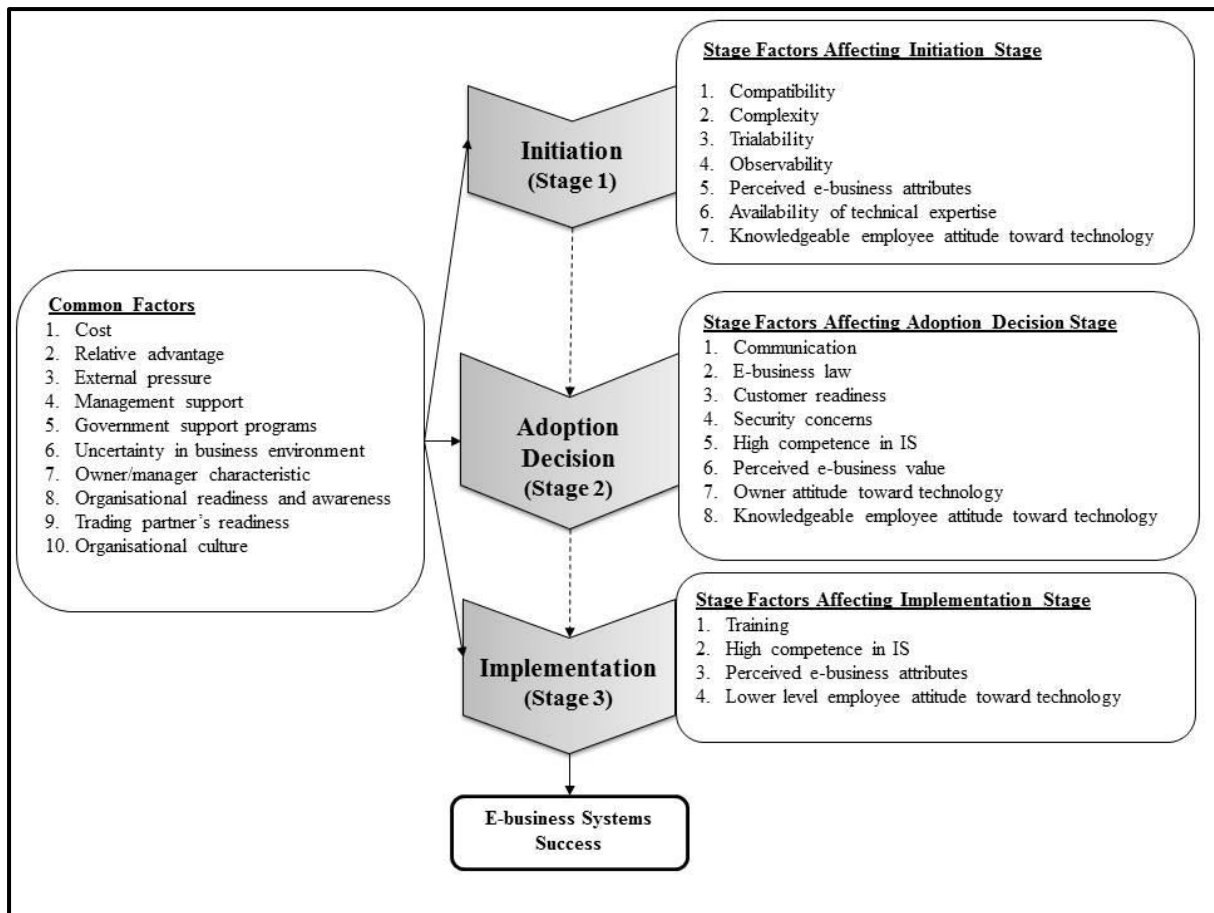 Stage Factors Affecting Initiation Stage
1. Compatibility
2. Complexity
3. Trialability
4. Observability
5. Perceived e-business attributes
6. Availability of technical expertise
7. Knowledgeable employee attitude toward technology
Initiation
(Stage 1)
Common Factors
1. Cost
2. Relative advantage
3. External pressure
4. Management support
5. Government support programs
6. Uncertainty in business environment
7. Owner/manager characteristic
8. Organisational readiness and awareness
9. Trading partner's readiness
10. Organisational culture
Adoption
Decision
(Stage 2)
Stage Factors Affecting Adoption Decision Stage
1. Communication
2. E-business law
3. Customer readiness
4. Security concerns
5. High competence in IS
6. Perceived e-business value
7. Owner attitude toward technology
8. Knowledgeable employee attitude toward technology
Implementation
(Stage 3)
Stage Factors Affecting Implementation Stage
1. Training
2. High competence in IS
3. Perceived e-business attributes
4. Lower level employee attitude toward technology
E-business Systems
Success